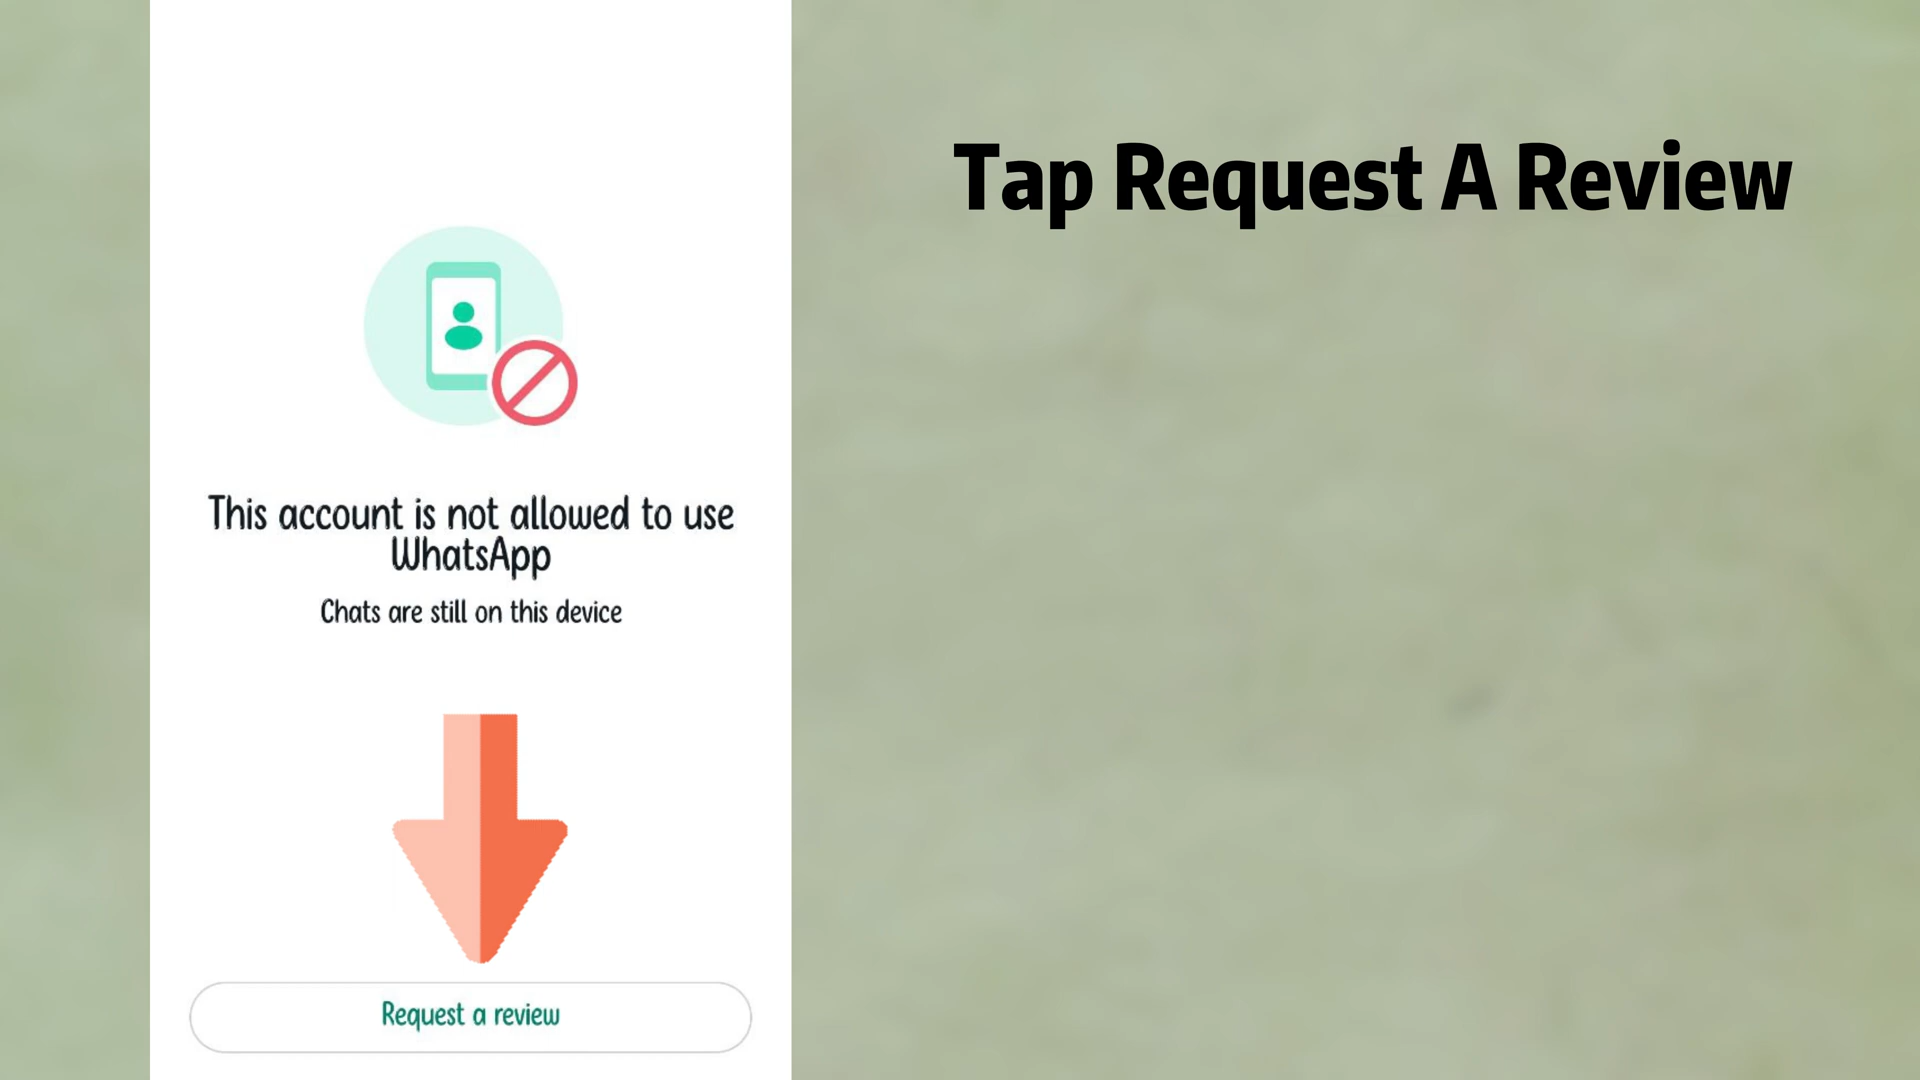 Tap Request A Review
This account is not allowed to use
WhatsApp
Chats are still on this device
Request a review